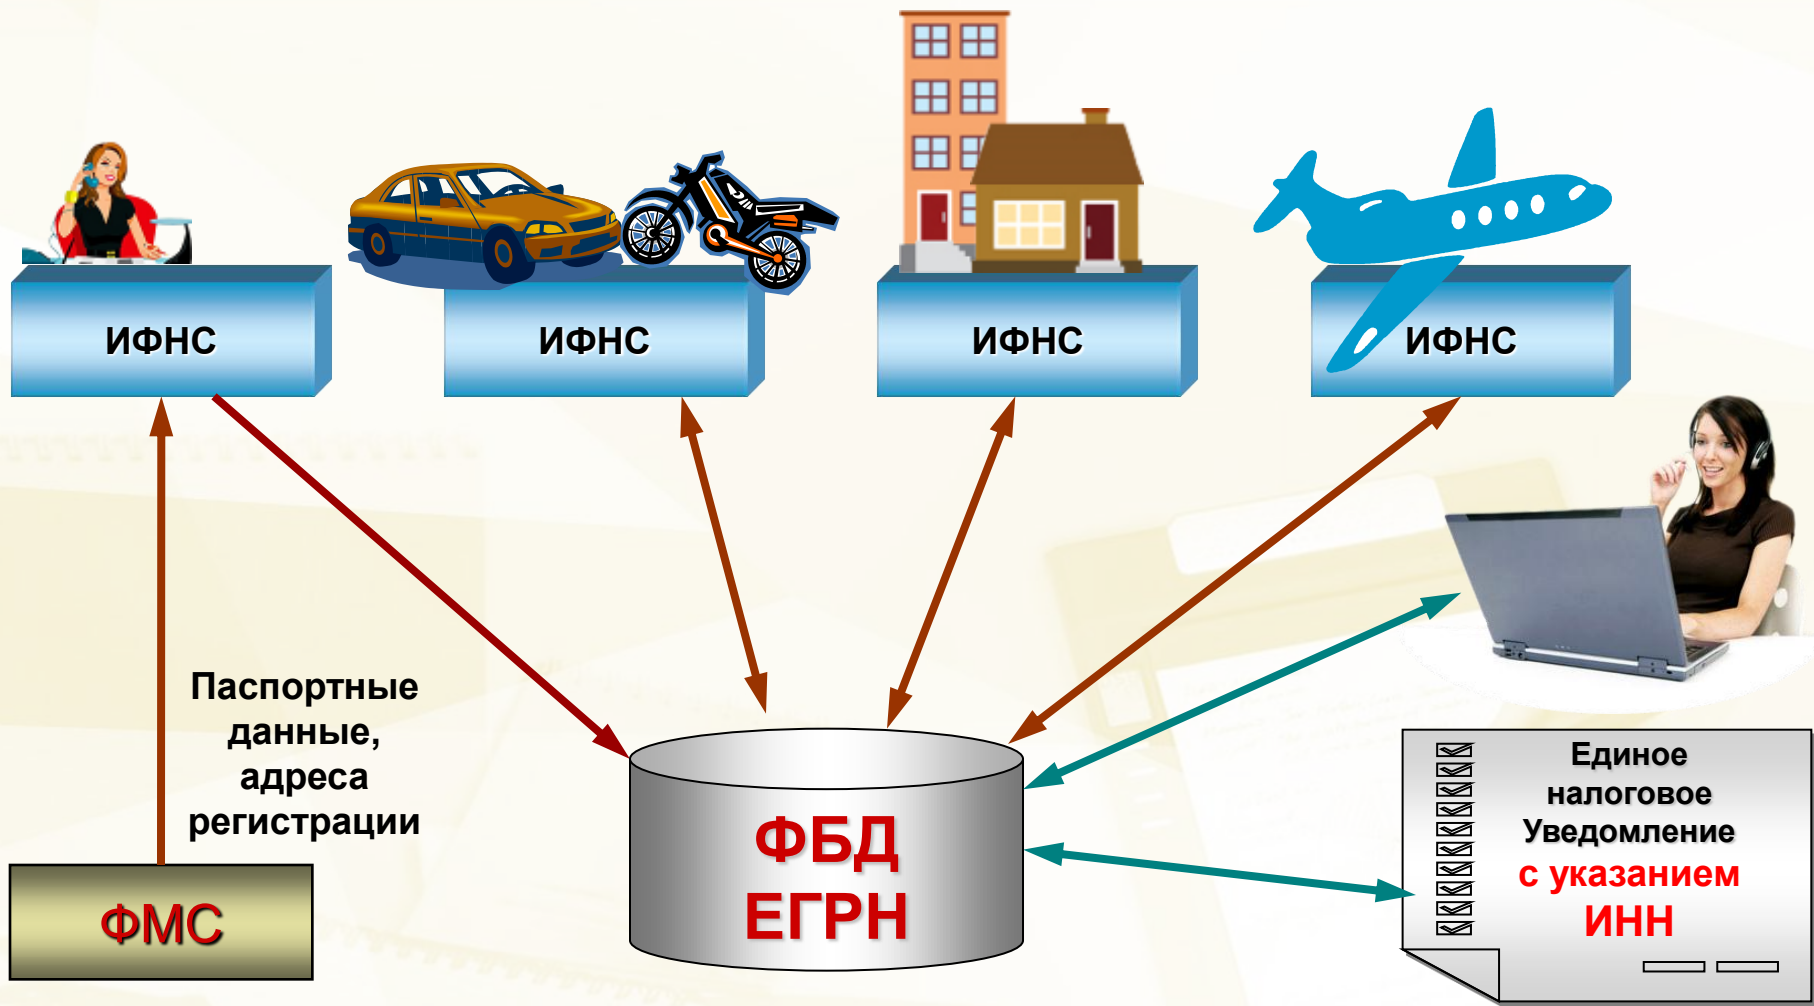 ИФНС
ИФНС
ИФНС
ИФНС
Паспортные
данные,
адреса
регистрации
ФМС
ФБД
ЕГРН
Единое
налоговое
Уведомление
с указанием
ИНН